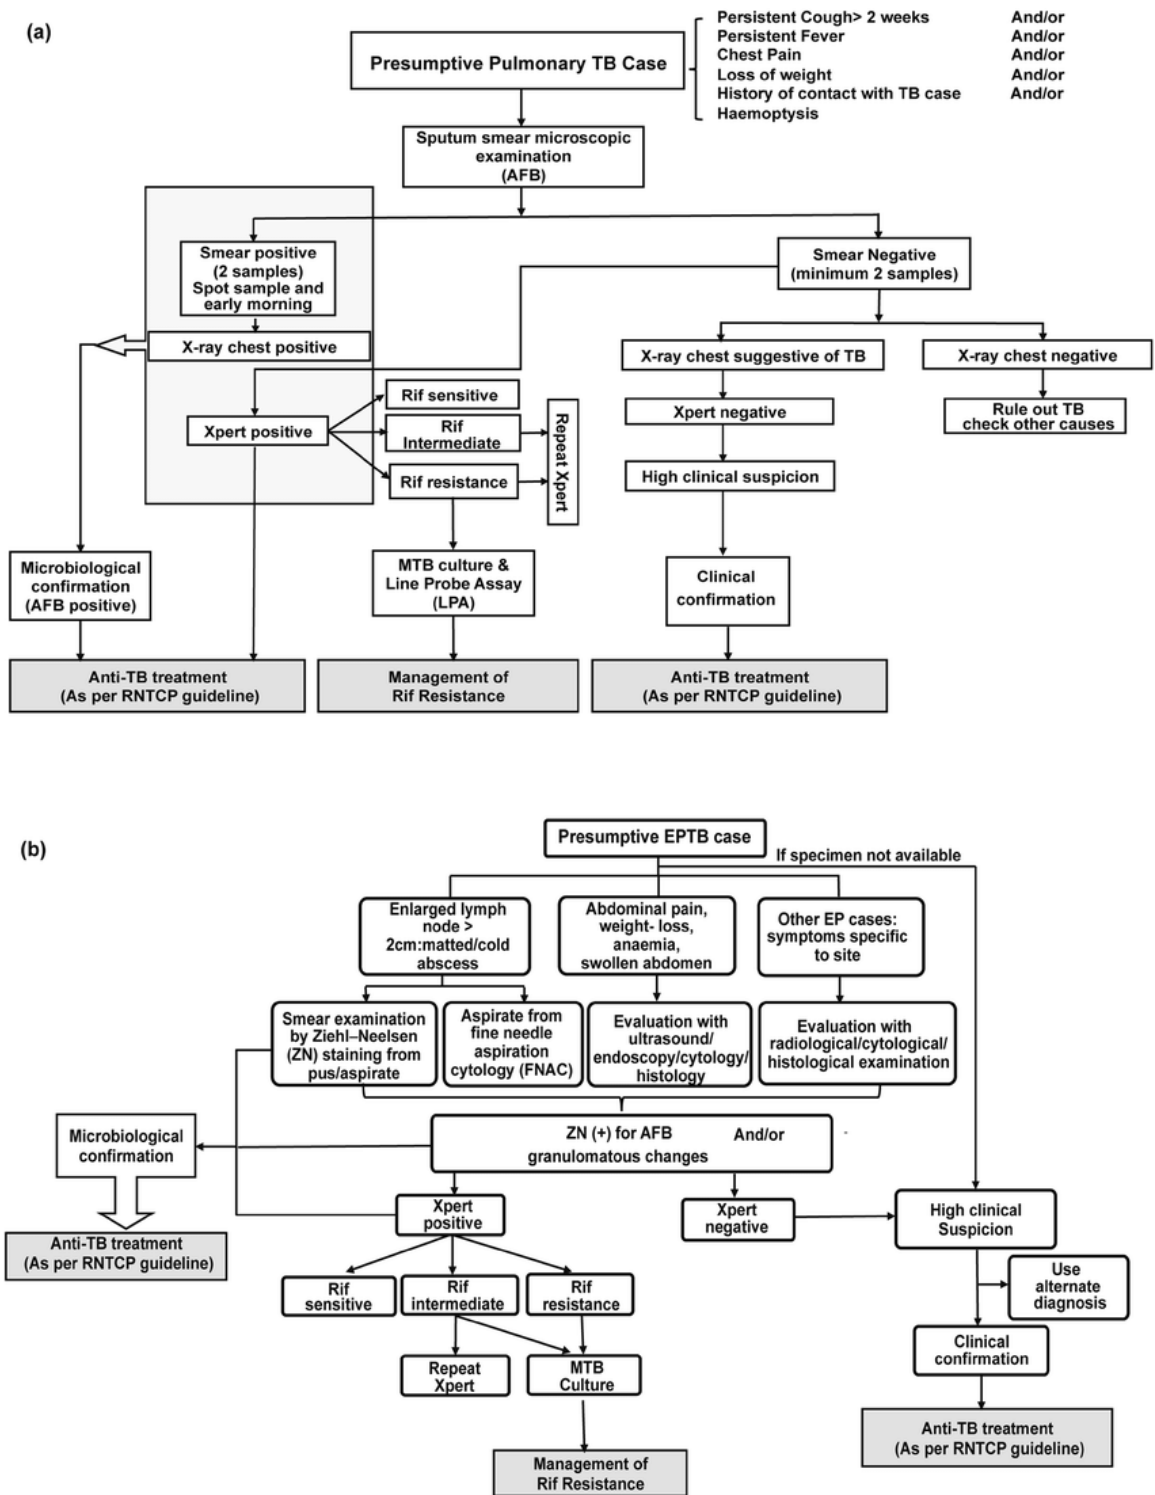 (a)
Presumptive Pulmonary TB Case
Persistent Cough> 2 weeks And/or
Persistent Fever And/or
Chest Pain And/or
Loss of weight And/or
History of contact with TB case And/or
Haemoptysis
Sputum smear microscopic
examination
(AFB)
Smear positive
(2 samples)
Spot sample and
early morning
Smear Negative
(minimum 2 samples)
X-ray chest positive
X-ray chest suggestive of TB
X-ray chest negative
Xpert positive
Rif sensitive
Rif
Intermediate
Rif resistance
Repeat Xpert
Xpert negative
Rule out TB
check other causes
High clinical suspicion
Microbiological
confirmation
(AFB positive)
MTB culture &
Line Probe Assay
(LPA)
Clinical
confirmation
Anti-TB treatment
(As per RNTCP guideline)
Management of
Rif Resistance
Anti-TB treatment
(As per RNTCP guideline)
(b)
Presumptive EPTB case
If specimen not available
Enlarged lymph
node >
2cm:matted/cold
abscess
Abdominal pain,
weight- loss,
anaemia,
swollen abdomen
Other EP cases:
symptoms specific
to site
Smear examination
by Ziehl–Neelsen
(ZN) staining from
pus/aspirate
Aspirate from
fine needle
aspiration
cytology (FNAC)
Evaluation with
ultrasound/
endoscopy/cytology/
histology
Evaluation with
radiological/cytological/
histological examination
Microbiological
confirmation
ZN (+) for AFB And/or
granulomatous changes
Xpert
positive
Xpert
negative
High clinical
Suspicion
Anti-TB treatment
(As per RNTCP guideline)
Rif
sensitive
Rif
intermediate
Rif
resistance
Use
alternate
diagnosis
Repeat
Xpert
MTB
Culture
Clinical
confirmation
Anti-TB treatment
(As per RNTCP guideline)
Management of
Rif Resistance